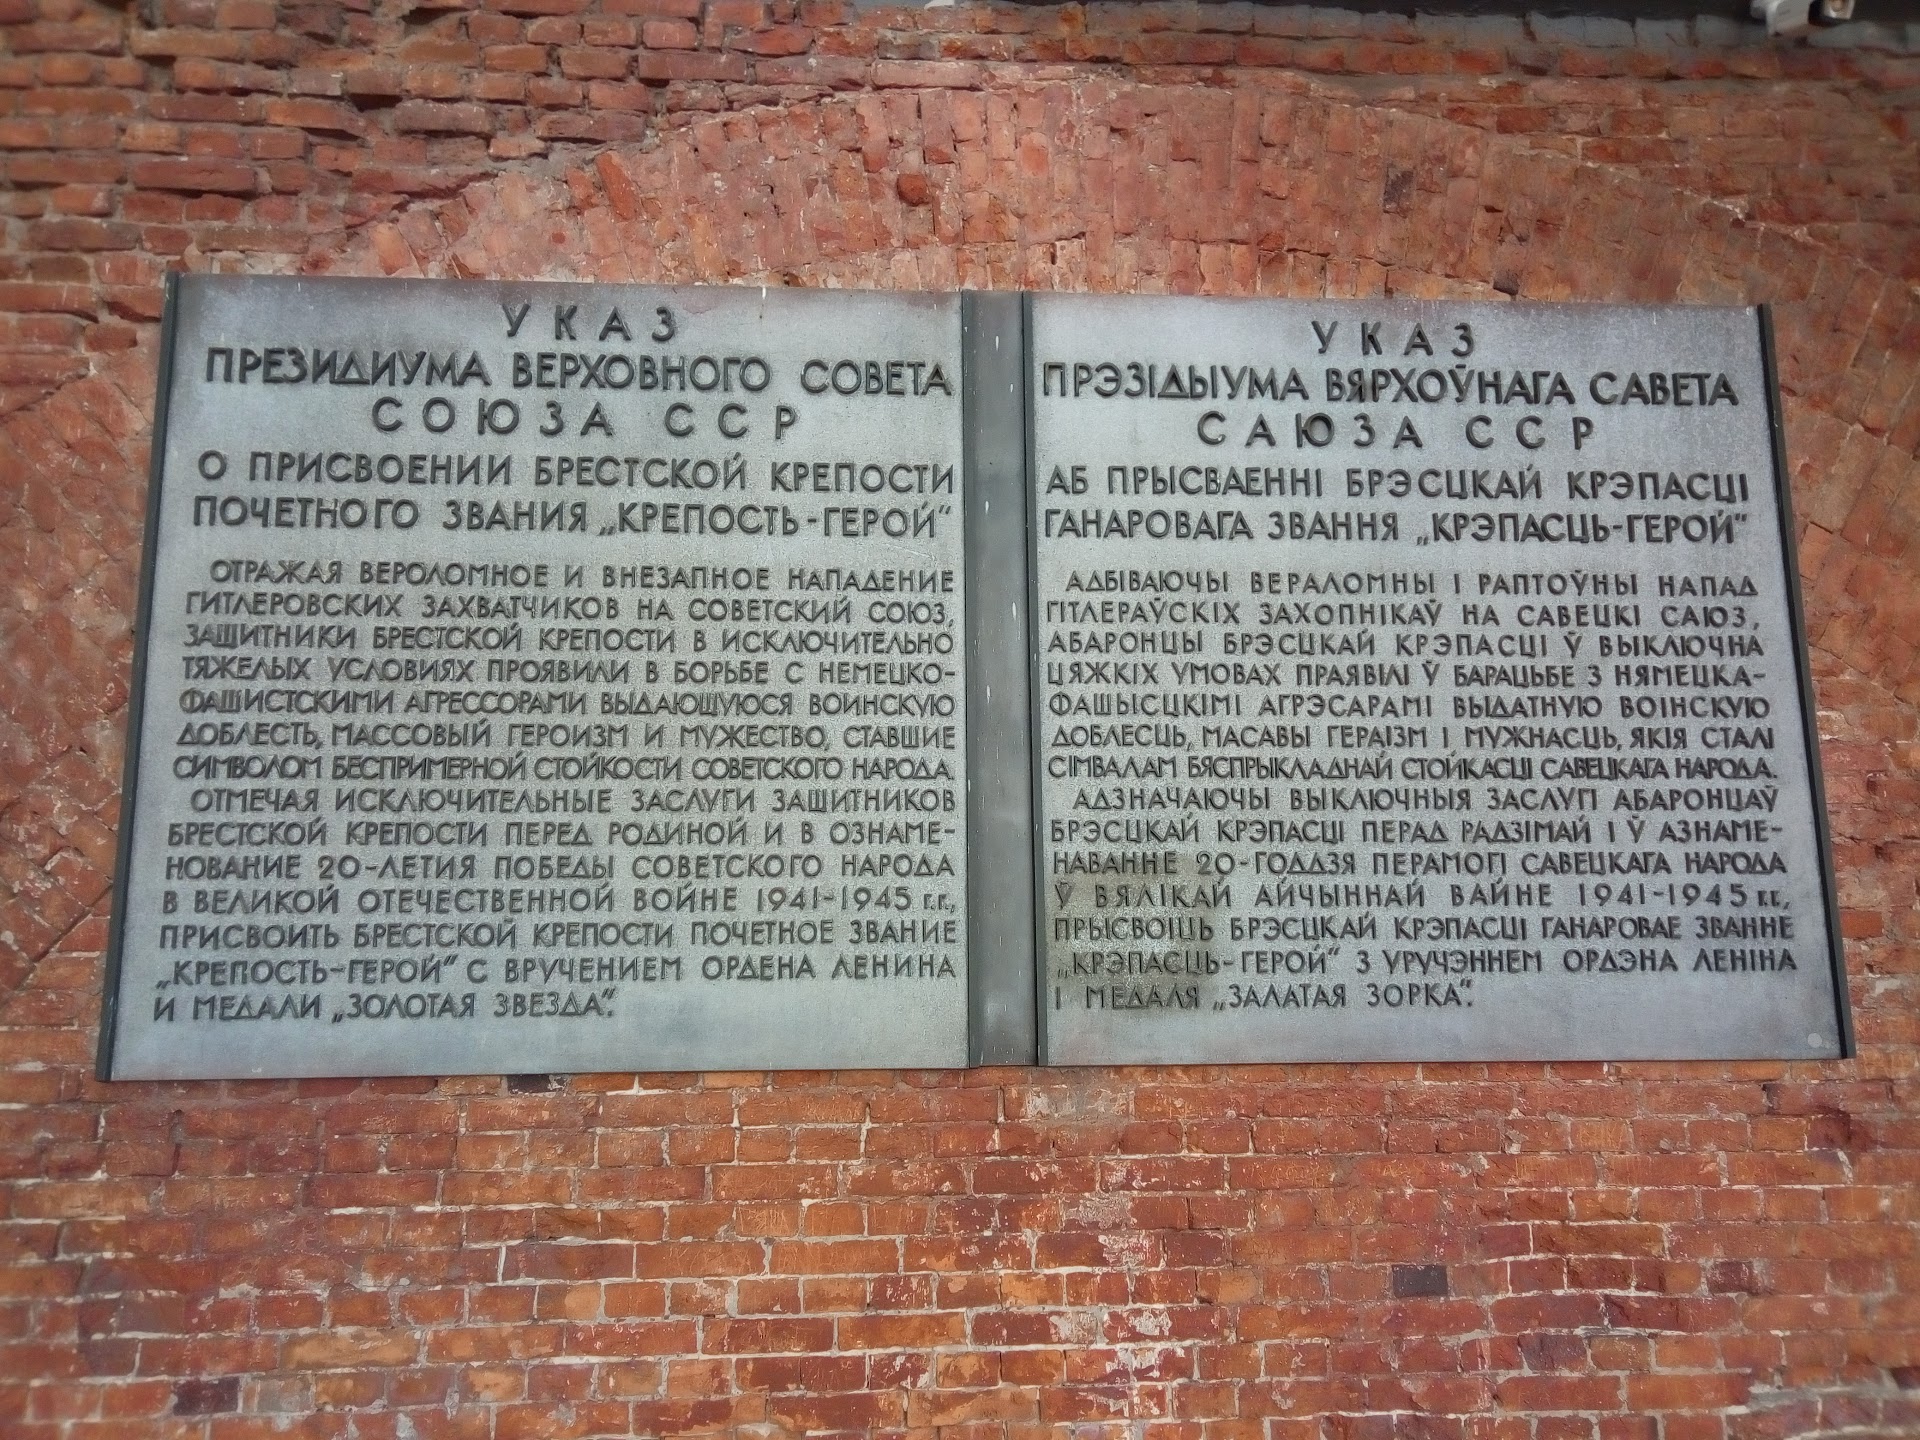 УКАЗ
ПРЕЗИДИУМА ВЕРХОВНОГО СОВЕТА
СОЮЗА ССР
О ПРИСВОЕНИИ БРЕСТСКОЙ КРЕПОСТИ
ПОЧЕТНОГО ЗВАНИЯ „КРЕПОСТЬ-ГЕРОЙ“
ОТРАЖАЯ ВЕРОЛОМНОЕ И ВНЕЗАПНОЕ НАПАДЕНИЕ
ГИТЛЕРОВСКИХ ЗАХВАТЧИКОВ НА СОВЕТСКИЙ СОЮЗ,
ЗАЩИТНИКИ БРЕСТСКОЙ КРЕПОСТИ В ИСКЛЮЧИТЕЛЬНО
ТЯЖЕЛЫХ УСЛОВИЯХ ПРОЯВИЛИ В БОРЬБЕ С НЕМЕЦКО-
ФАШИСТСКИМИ АГРЕССОРАМИ ВЫДАЮЩУЮСЯ ВОИНСКУЮ
ДОБЛЕСТЬ, МАССОВЫЙ ГЕРОИЗМ И МУЖЕСТВО, СТАВШИЕ
СИМВОЛОМ БЕСПРИМЕРНОЙ СТОЙКОСТИ СОВЕТСКОГО НАРОДА.
ОТМЕЧАЯ ИСКЛЮЧИТЕЛЬНЫЕ ЗАСЛУГИ ЗАЩИТНИКОВ
БРЕСТСКОЙ КРЕПОСТИ ПЕРЕД РОДИНОЙ И В ОЗНАМЕ-
НОВАНИЕ 20-ЛЕТИЯ ПОБЕДЫ СОВЕТСКОГО НАРОДА
В ВЕЛИКОЙ ОТЕЧЕСТВЕННОЙ ВОЙНЕ 1941-1945 г.г.,
ПРИСВОИТЬ БРЕСТСКОЙ КРЕПОСТИ ПОЧЕТНОЕ ЗВАНИЕ
„КРЕПОСТЬ-ГЕРОЙ“ С ВРУЧЕНИЕМ ОРДЕНА ЛЕНИНА
И МЕДАЛИ „ЗОЛОТАЯ ЗВЕЗДА“.
УКАЗ
ПРЭЗІДЫУМА ВЯРХОЎНАГА САВЕТА
САЮЗА ССР
АБ ПРЫСВАЕННІ БРЭСЦКАЙ КРЭПАСЦІ
ГАНАРОВАГА ЗВАННЯ „КРЭПАСЦЬ-ГЕРОЙ“
АДБІВАЮЧЫ ВЕРАЛОМНЫ І РАПТОЎНЫ НАПАД
ГІТЛЕРАЎСКІХ ЗАХОПНІКАЎ НА САВЕЦКІ САЮЗ,
АБАРОНЦЫ БРЭСЦКАЙ КРЭПАСЦІ Ў ВЫКЛЮЧНА
ЦЯЖКІХ УМОВАХ ПРАЯВІЛІ Ў БАРАЦЬБЕ З НЯМЕЦКА-
ФАШЫСЦКІМІ АГРЭСАРАМІ ВЫДАТНУЮ ВОІНСКУЮ
ДОБЛЕСЦЬ, МАСАВЫ ГЕРАІЗМ І МУЖНАСЦЬ, ЯКІЯ СТАЛІ
СІМВАЛАМ БЯСПРЫКЛАДНАЙ СТОЙКАСЦІ САВЕЦКАГА НАРОДА.
АДЗНАЧАЮЧЫ ВЫКЛЮЧНЫЯ ЗАСЛУГІ АБАРОНЦАЎ
БРЭСЦКАЙ КРЭПАСЦІ ПЕРАД РАДЗІМАЙ І Ў АЗНАМЕ-
НАВАННЕ 20-ГОДДЗЯ ПЕРАМОГІ САВЕЦКАГА НАРОДА
Ў ВЯЛІКАЙ АЙЧЫННАЙ ВАЙНЕ 1941-1945 г.г.,
ПРЫСВОІЦЬ БРЭСЦКАЙ КРЭПАСЦІ ГАНАРОВАЕ ЗВАННЕ
„КРЭПАСЦЬ-ГЕРОЙ“ З УРУЧЭННЕМ ОРДЭНА ЛЕНІНА
І МЕДАЛЯ „ЗАЛАТАЯ ЗОРКА“.